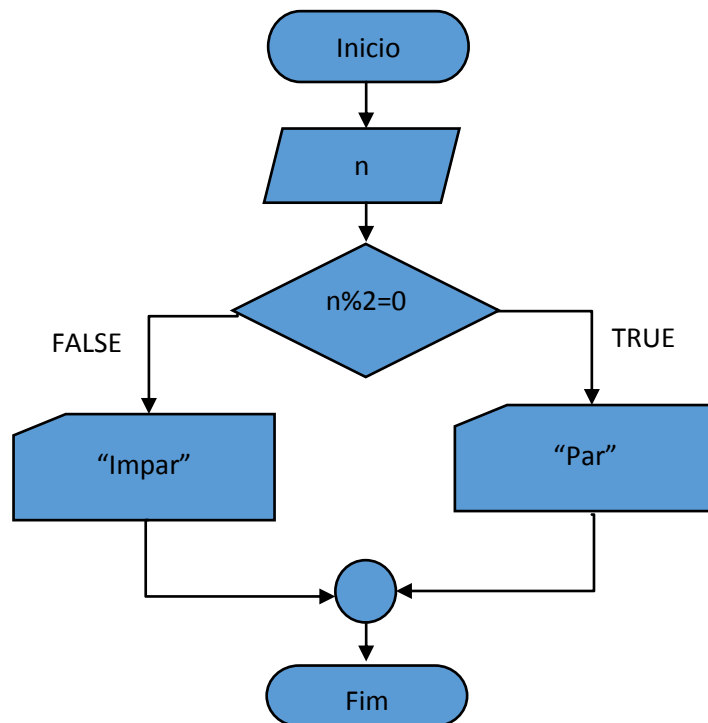 Inicio
n
n%2=0
FALSE
TRUE
“Impar”
“Par”
Fim